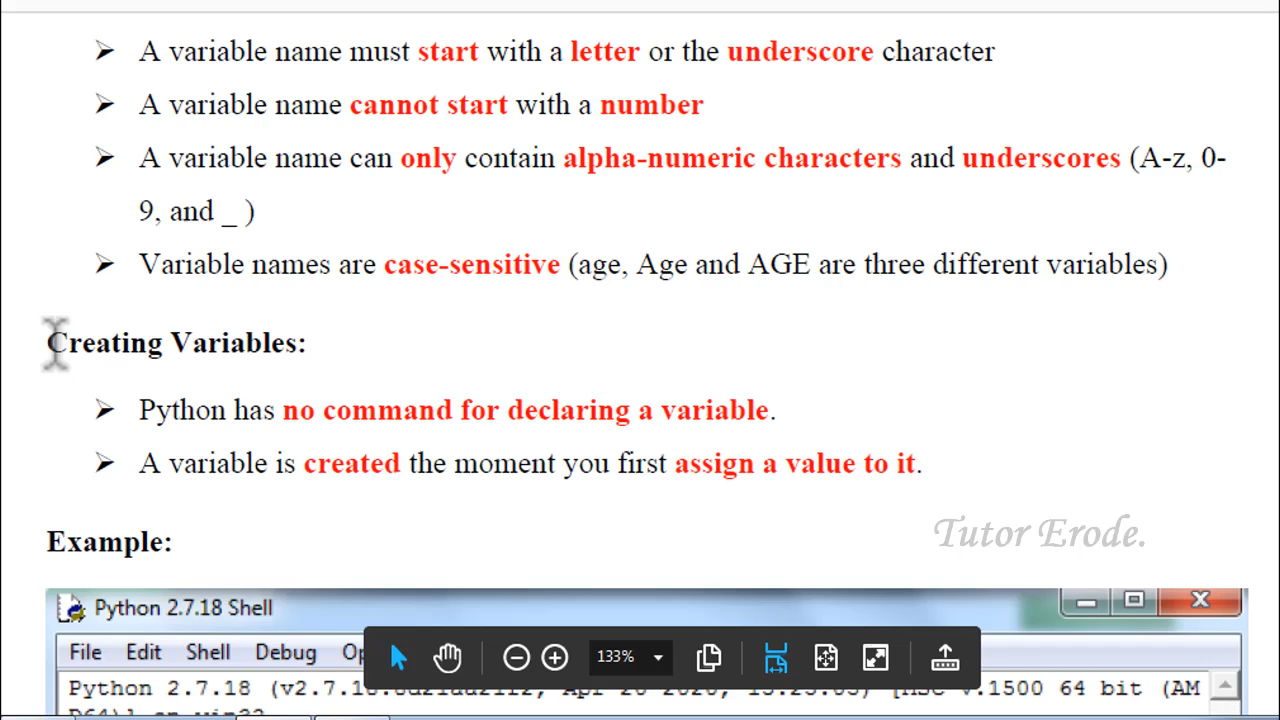 ➢ A variable name must start with a letter or the underscore character
➢ A variable name cannot start with a number
➢ A variable name can only contain alpha-numeric characters and underscores (A-z, 0-
9, and _ )
➢ Variable names are case-sensitive (age, Age and AGE are three different variables)
Creating Variables:
➢ Python has no command for declaring a variable.
➢ A variable is created the moment you first assign a value to it.
Tutor Erode.
Example:
Python 2.7.18 Shell
File Edit Shell Debug
133%
Python 2.7.18 1500 64 bit (AM